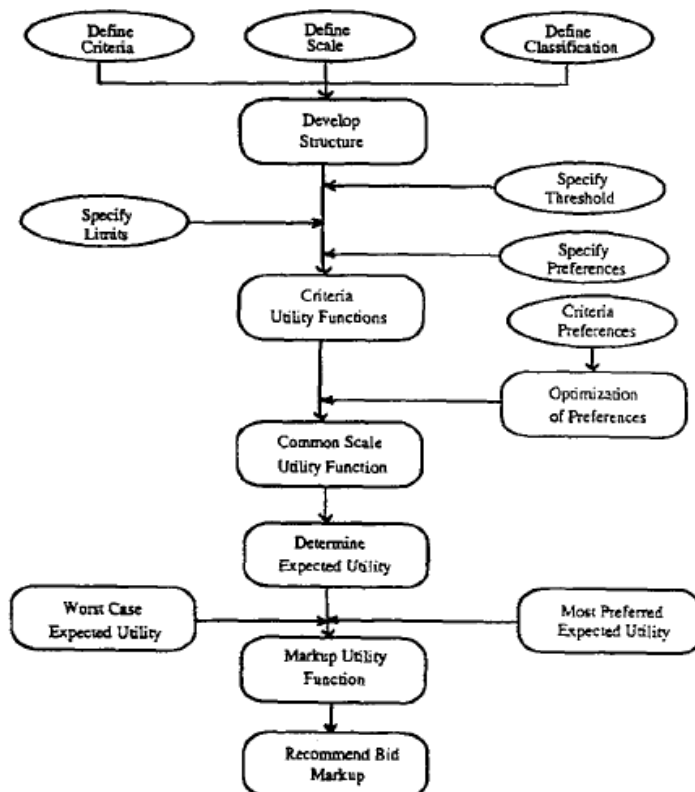 Define
Criteria
Define
Scale
Define
Classification
Develop
Structure
Specify
Threshold
Specify
Limits
Specify
Preferences
Criteria
Utility Functions
Criteria
Preferences
Optimization
of Preferences
Common Scale
Utility Function
Determine
Expected Utility
Worst Case
Expected Utility
Most Preferred
Expected Utility
Markup Utility
Function
Recommend Bid
Markup